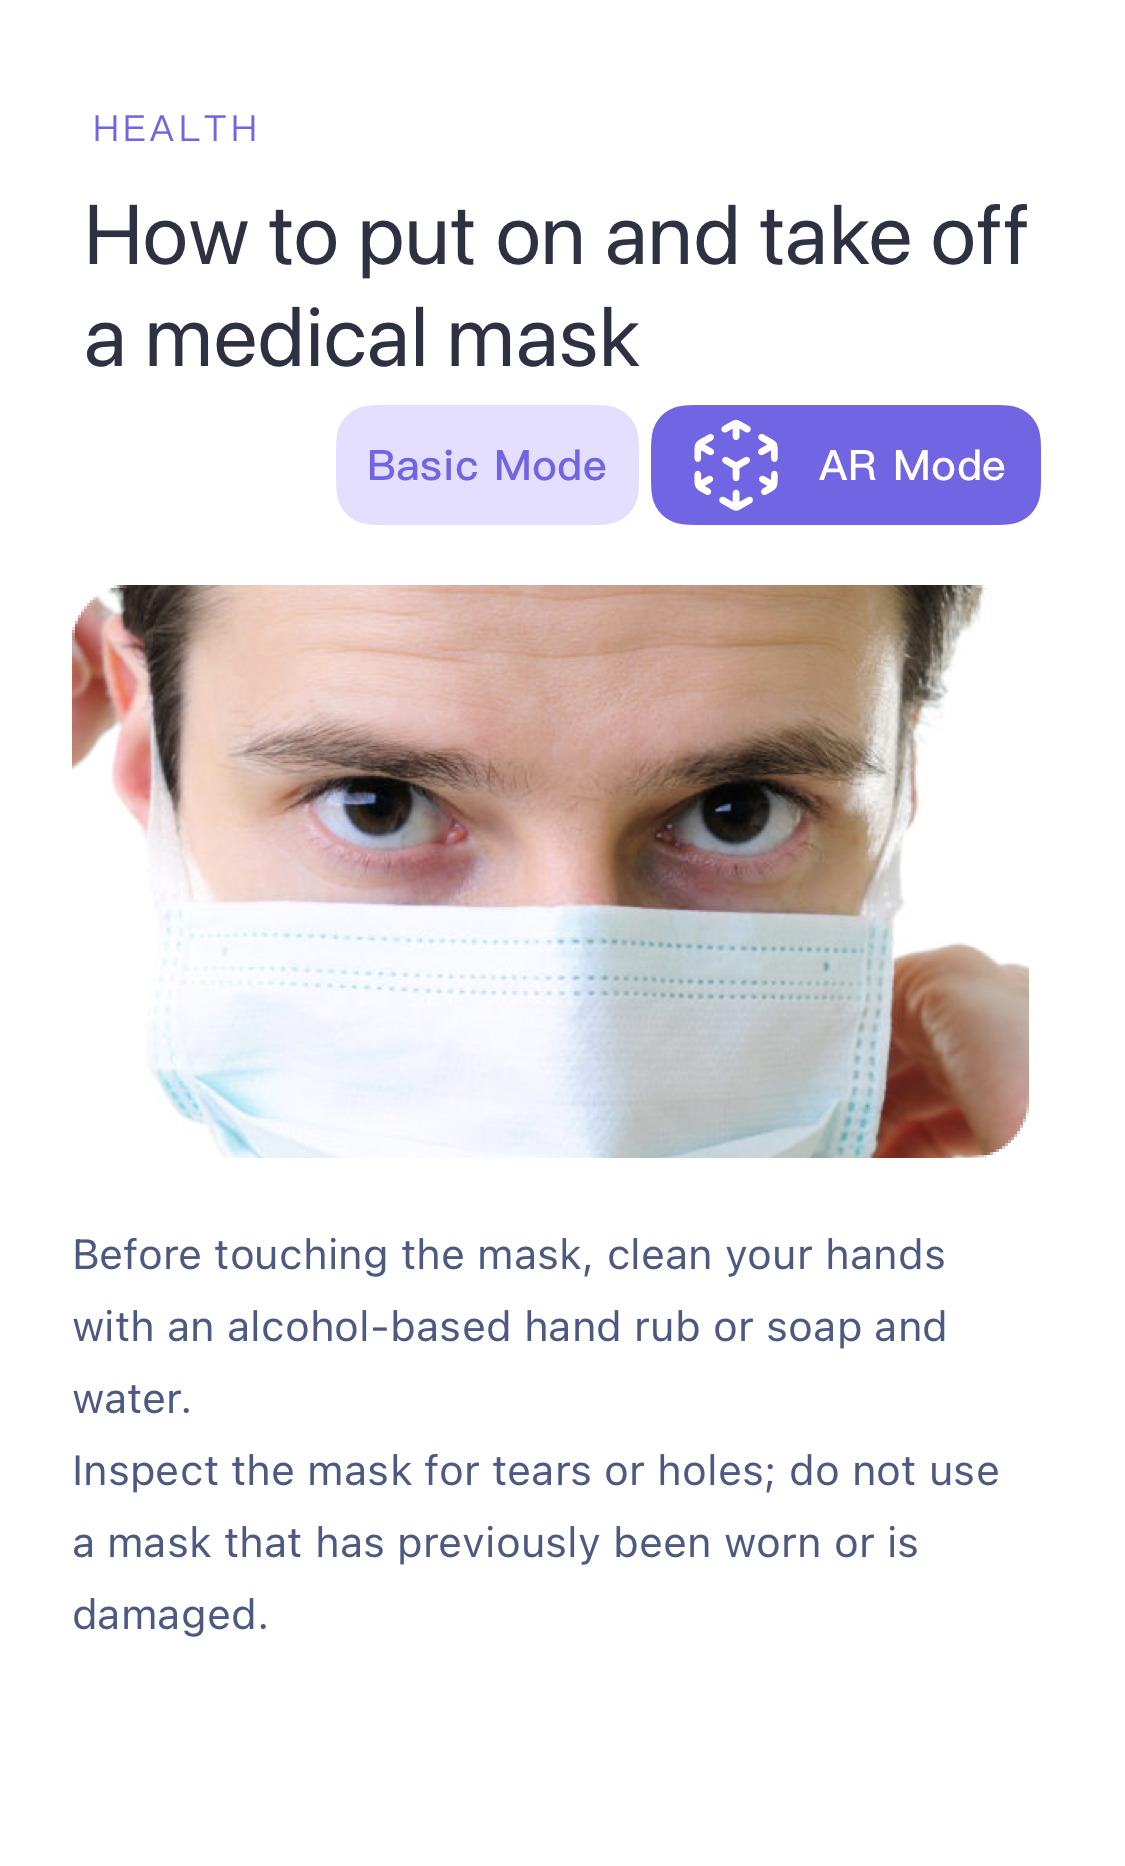 HEALTH
How to put on and take off
a medical mask
Basic Mode
AR Mode
Before touching the mask, clean your hands
with an alcohol-based hand rub or soap and
water.
Inspect the mask for tears or holes; do not use
a mask that has previously been worn or is
damaged.